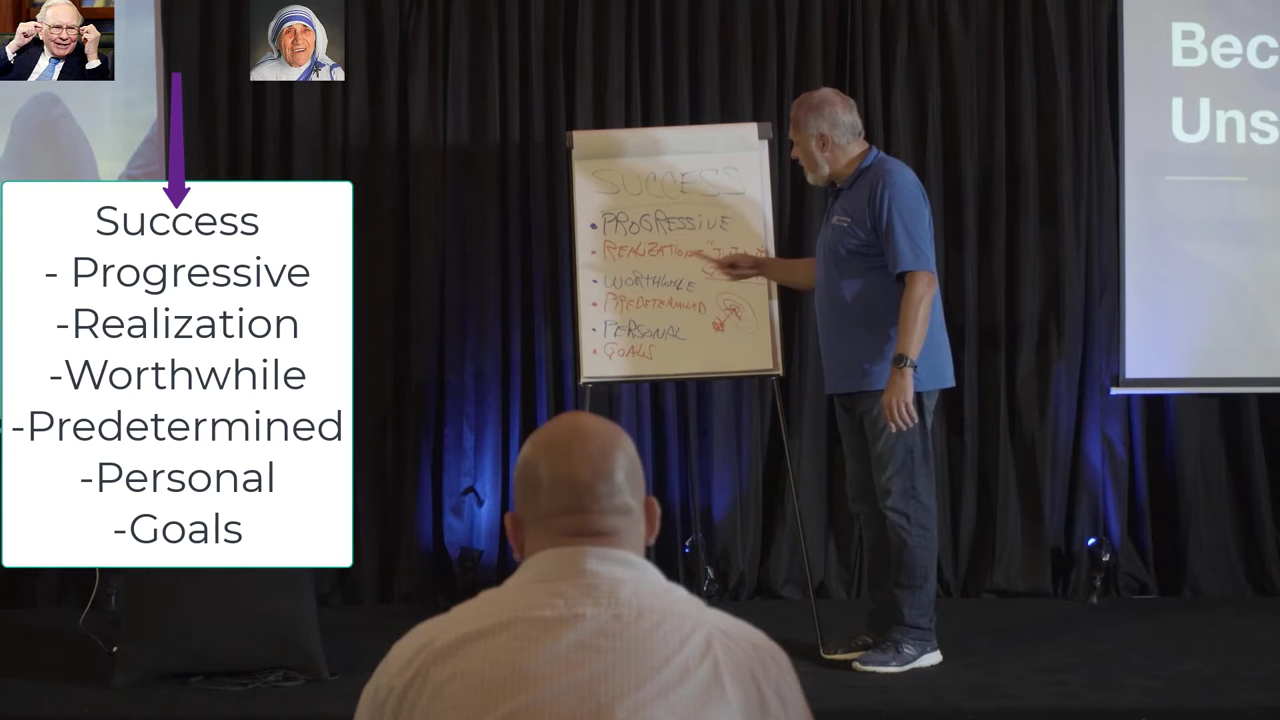 Success
- Progressive
-Realization
-Worthwhile
-Predetermined
-Personal
-Goals
SUCCESS
• PROGRESSIVE
• REALIZATION
• WORTHWHILE
• PREDETERMINED
• PERSONAL
• GOALS
Bec
Uns